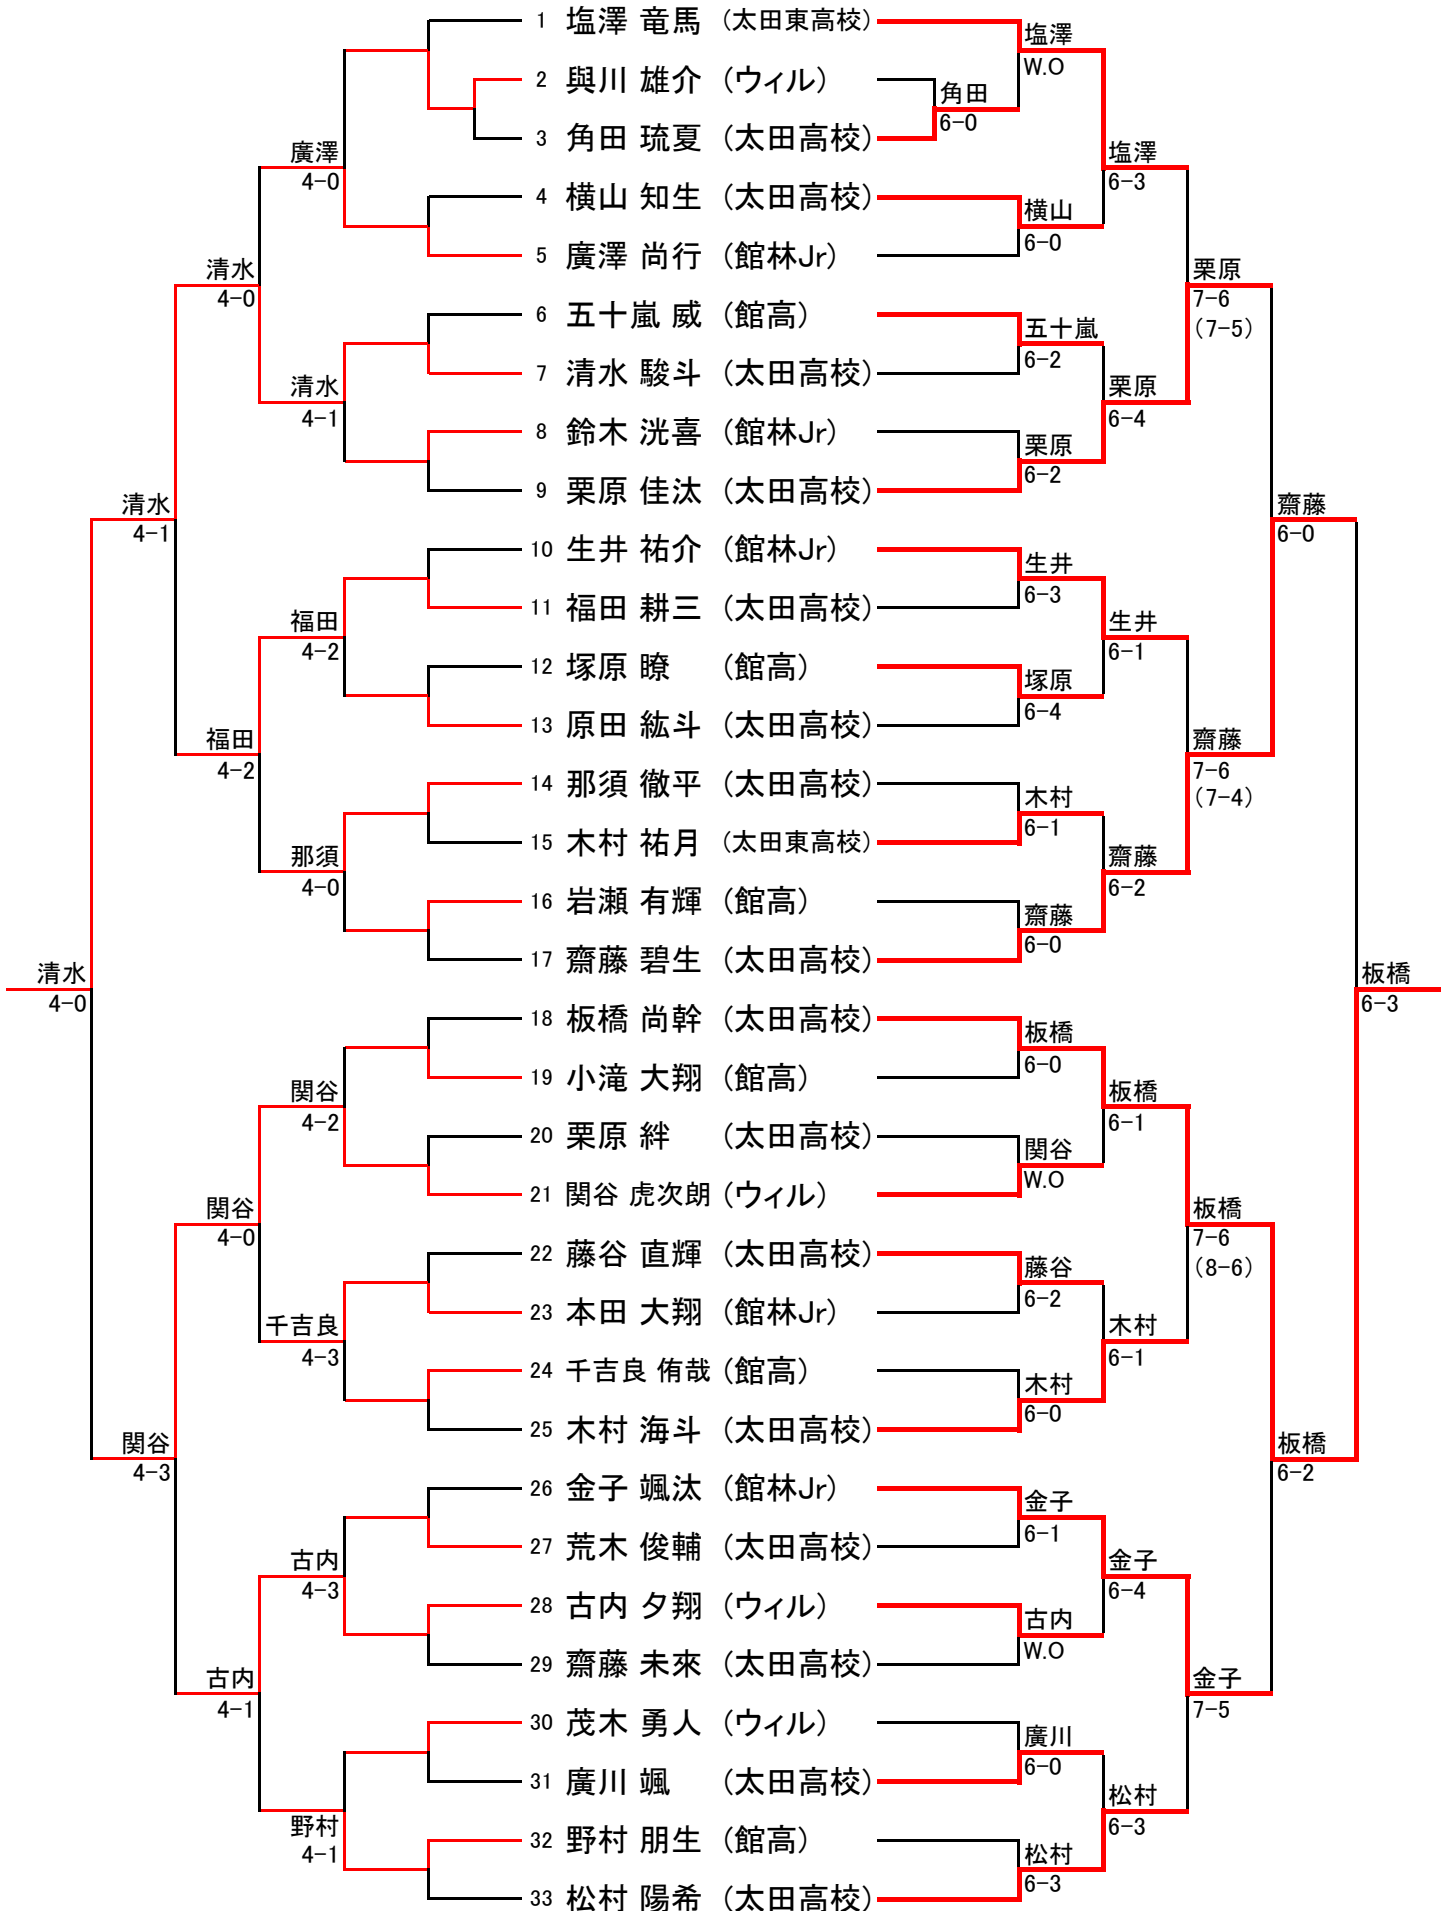 1 塩澤 竜馬 (太田東高校)
2 與川 雄介 (ウィル)
3 角田 琉夏 (太田高校)
4 横山 知生 (太田高校)
5 廣澤 尚行 (館林Jr)
6 五十嵐 威 (館高)
7 清水 駿斗 (太田高校)
8 鈴木 洸喜 (館林Jr)
9 栗原 佳汰 (太田高校)
10 生井 祐介 (館林Jr)
11 福田 耕三 (太田高校)
12 塚原 瞭 (館高)
13 原田 紘斗 (太田高校)
14 那須 徹平 (太田高校)
15 木村 祐月 (太田東高校)
16 岩瀬 有輝 (館高)
17 齋藤 碧生 (太田高校)
18 板橋 尚幹 (太田高校)
19 小滝 大翔 (館高)
20 栗原 絆 (太田高校)
21 関谷 虎次朗 (ウィル)
22 藤谷 直輝 (太田高校)
23 本田 大翔 (館林Jr)
24 千吉良 侑哉 (館高)
25 木村 海斗 (太田高校)
26 金子 颯汰 (館林Jr)
27 荒木 俊輔 (太田高校)
28 古内 夕翔 (ウィル)
29 齋藤 未來 (太田高校)
30 茂木 勇人 (ウィル)
31 廣川 颯 (太田高校)
32 野村 朋生 (館高)
33 松村 陽希 (太田高校)
廣澤
4-0
清水
4-1
福田
4-2
那須
4-0
関谷
4-2
千吉良
4-3
古内
4-3
野村
4-1
清水
4-0
福田
4-2
関谷
4-0
古内
4-1
清水
4-1
関谷
4-3
清水
4-0
角田
6-0
塩澤
W.O
横山
6-0
五十嵐
6-2
栗原
6-2
生井
6-3
塚原
6-4
木村
6-1
齋藤
6-0
板橋
6-0
関谷
W.O
藤谷
6-2
木村
6-0
金子
6-1
古内
W.O
廣川
6-0
松村
6-3
塩澤
6-3
栗原
6-4
生井
6-1
齋藤
6-2
板橋
6-1
木村
6-1
金子
6-4
松村
6-3
栗原
7-6
(7-5)
齋藤
7-6
(7-4)
板橋
7-6
(8-6)
金子
7-5
齋藤
6-0
板橋
6-2
板橋
6-3